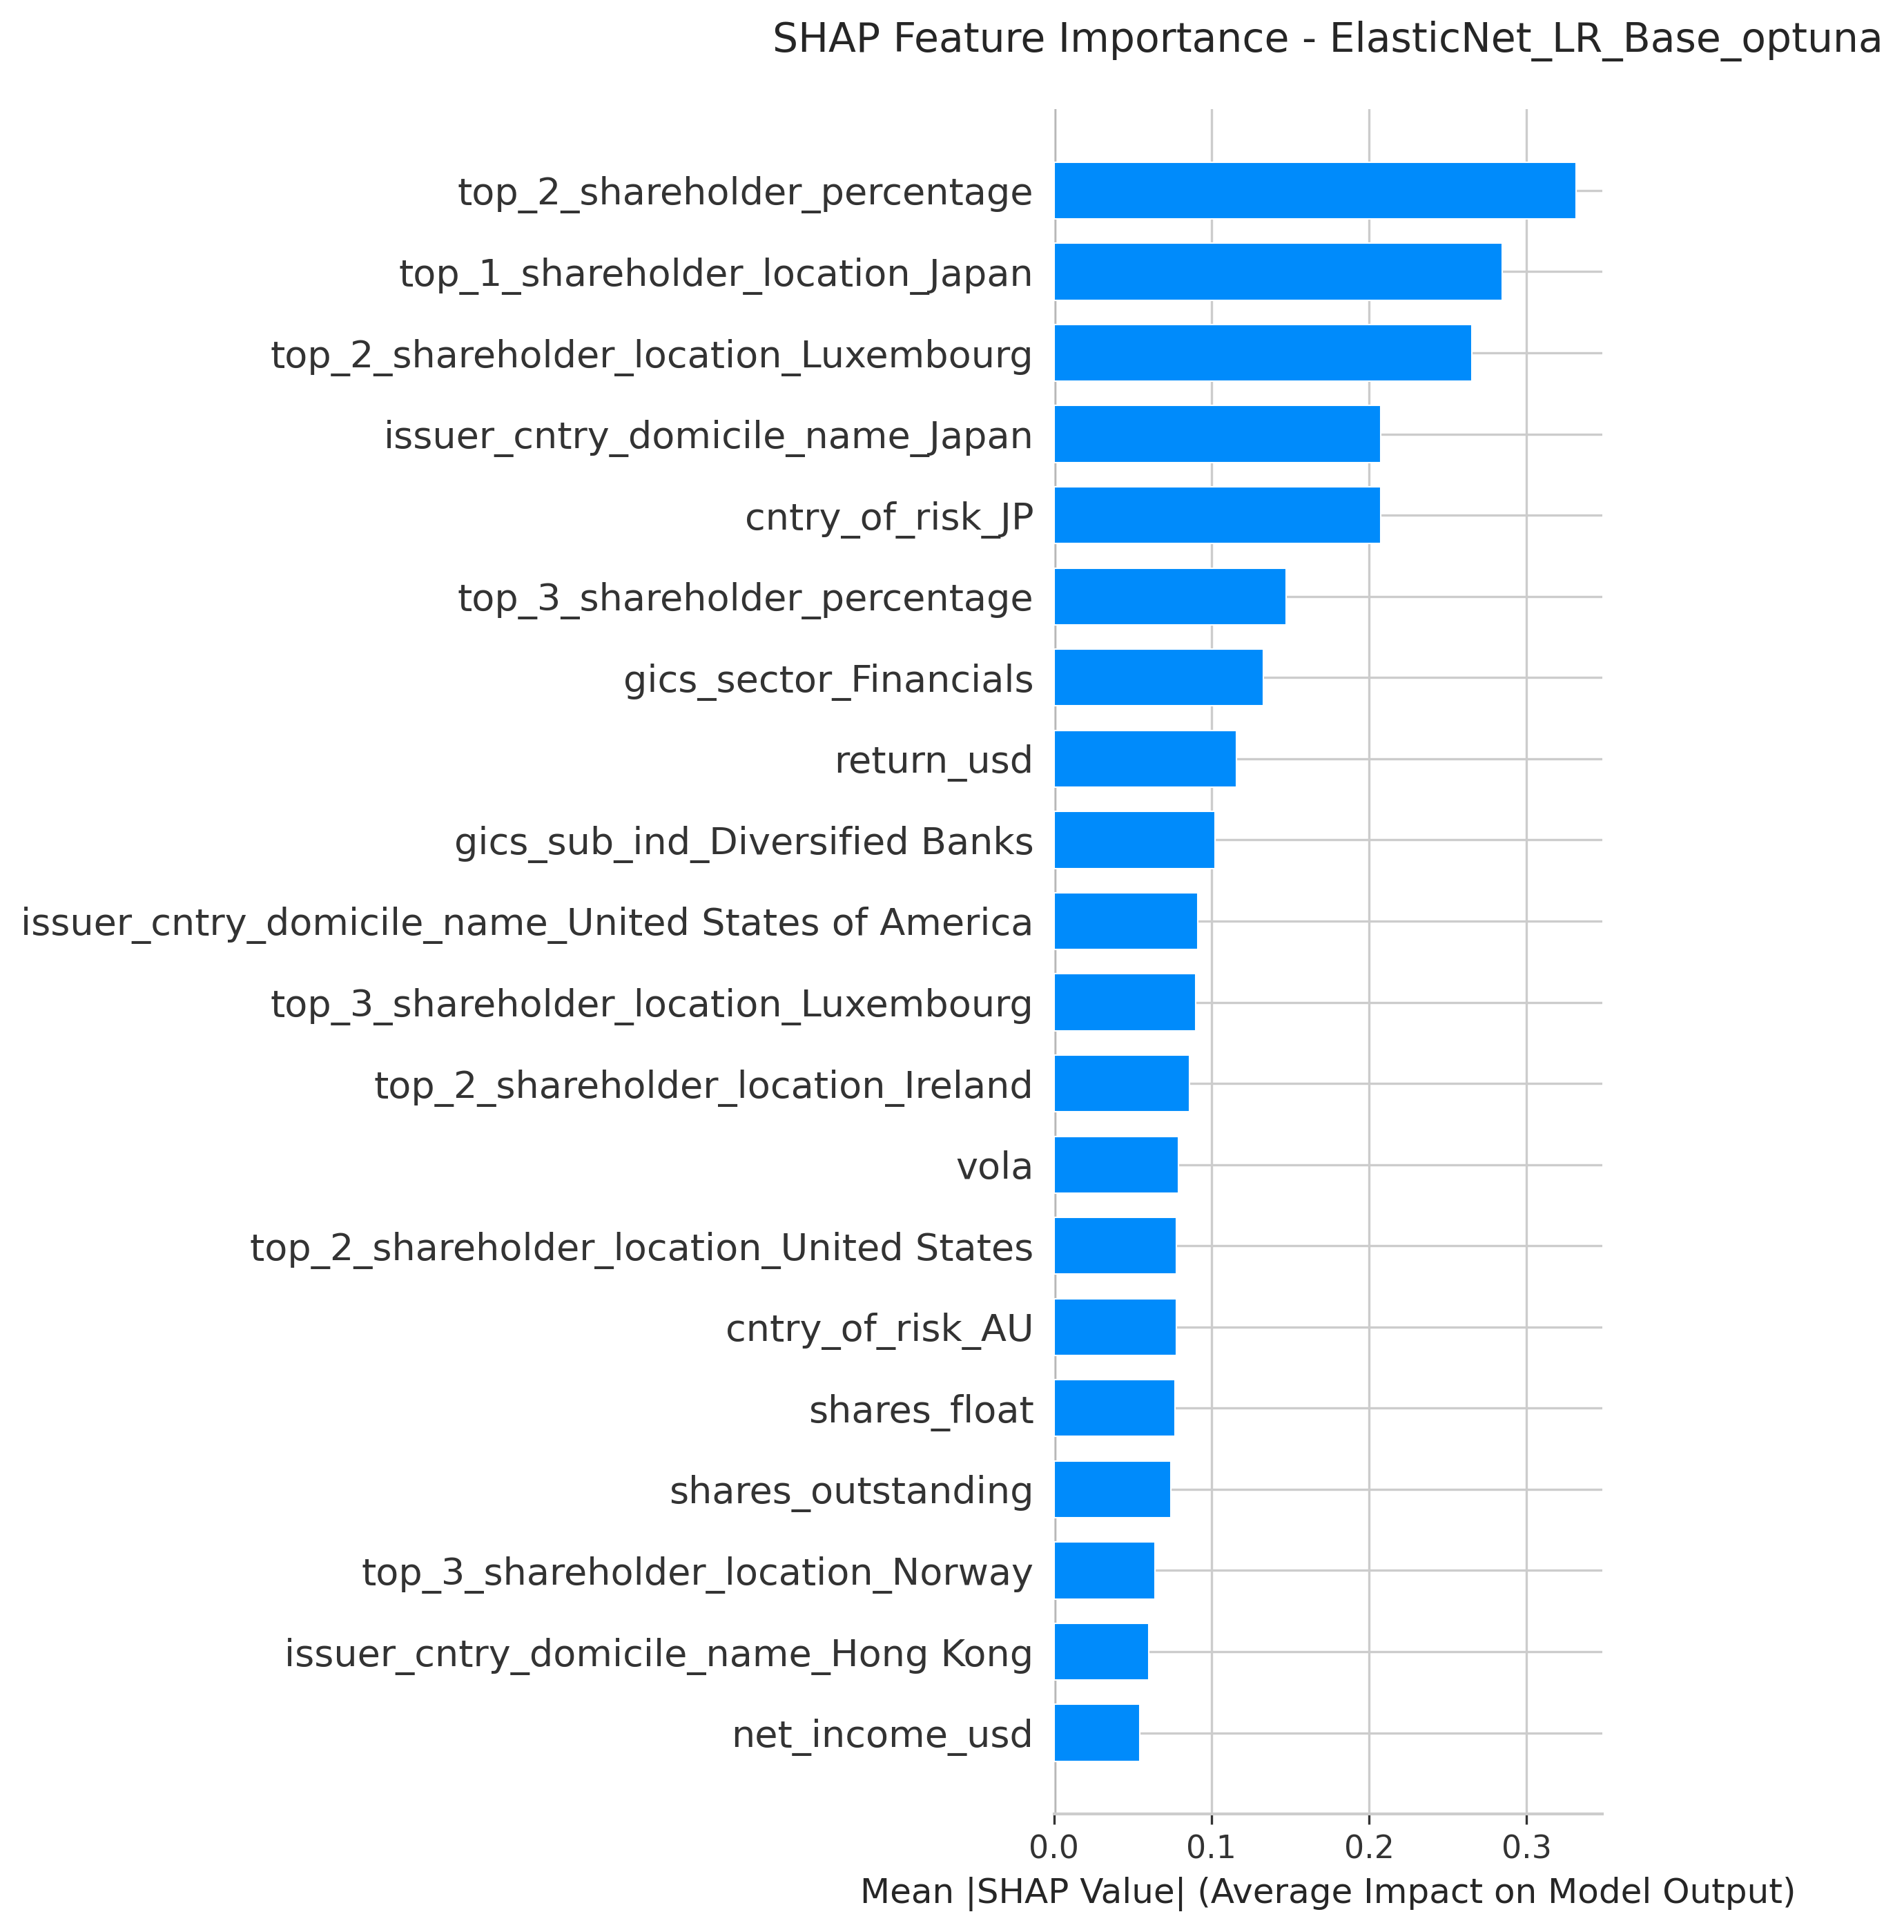 SHAP Feature Importance - ElasticNet_LR_Base_optuna
top_2_shareholder_percentage
top_1_shareholder_location_Japan
top_2_shareholder_location_Luxembourg
issuer_cntry_domicile_name_Japan
cntry_of_risk_JP
top_3_shareholder_percentage
gics_sector_Financials
return_usd
gics_sub_ind_Diversified Banks
issuer_cntry_domicile_name_United States of America
top_3_shareholder_location_Luxembourg
top_2_shareholder_location_Ireland
vola
top_2_shareholder_location_United States
cntry_of_risk_AU
shares_float
shares_outstanding
top_3_shareholder_location_Norway
issuer_cntry_domicile_name_Hong Kong
net_income_usd
0.0 0.1 0.2 0.3
Mean |SHAP Value| (Average Impact on Model Output)